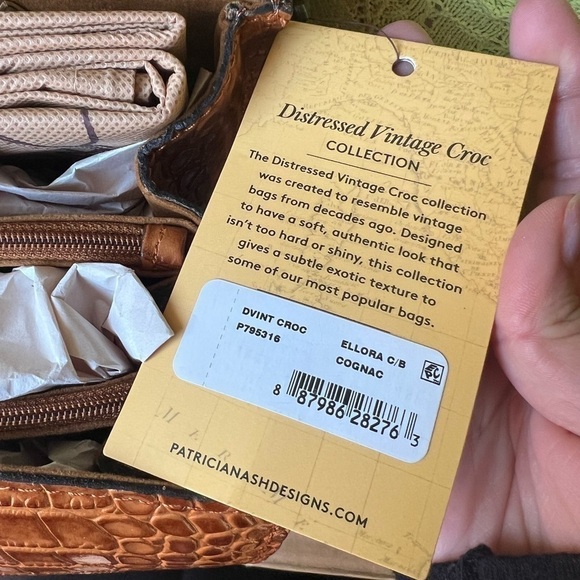 Distressed Vintage Croc
COLLECTION
The Distressed Vintage Croc collection
was created to resemble vintage
bags from decades ago. Designed
to have a soft, authentic look that
isn't too hard or shiny, this collection
gives a subtle exotic texture to
some of our most popular bags.
DVINT CROC ELLORA C/B
P795316 COGNAC
8 87986 28276 3
PATRICIANASHDESIGNS.COM